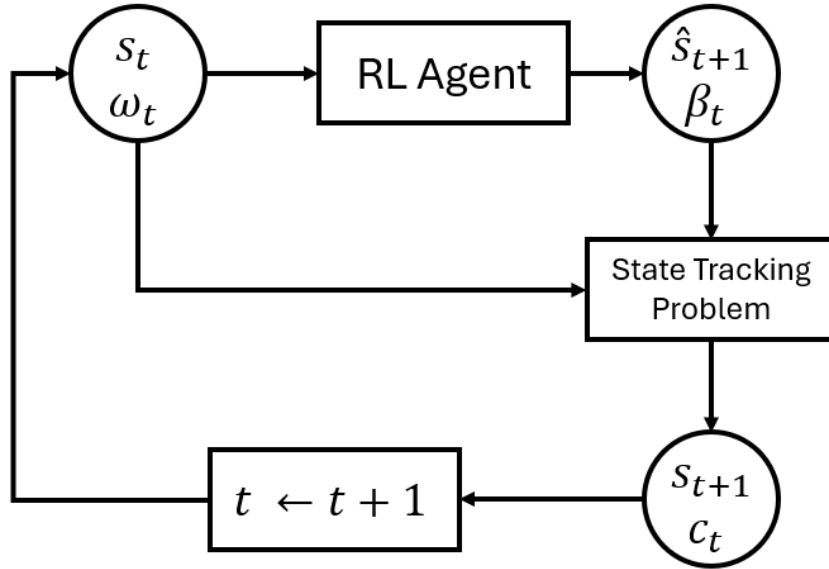 s_t
ω_t
RL Agent
ŝ_{t+1}
β_t
State Tracking
Problem
s_{t+1}
c_t
t ← t + 1